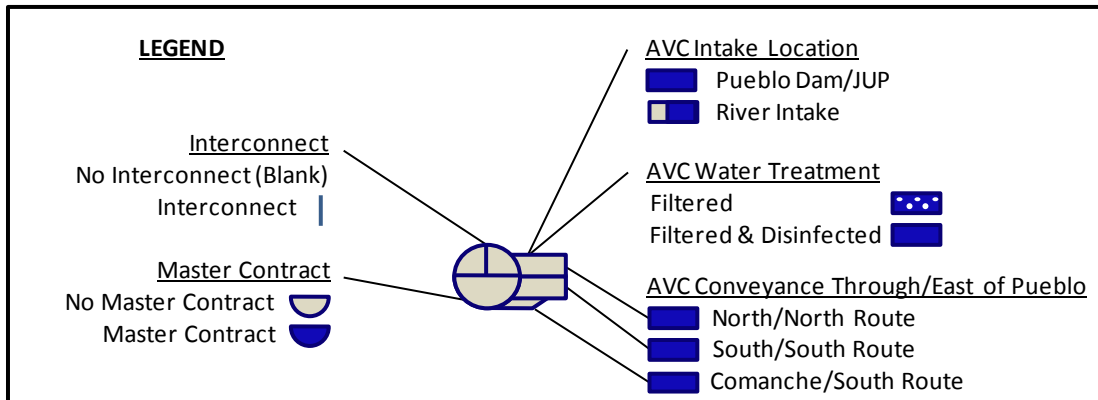 LEGEND
Interconnect
No Interconnect (Blank)
Interconnect
Master Contract
No Master Contract
Master Contract
AVC Intake Location
Pueblo Dam/JUP
River Intake
AVC Water Treatment
Filtered
Filtered & Disinfected
AVC Conveyance Through/East of Pueblo
North/North Route
South/South Route
Comanche/South Route